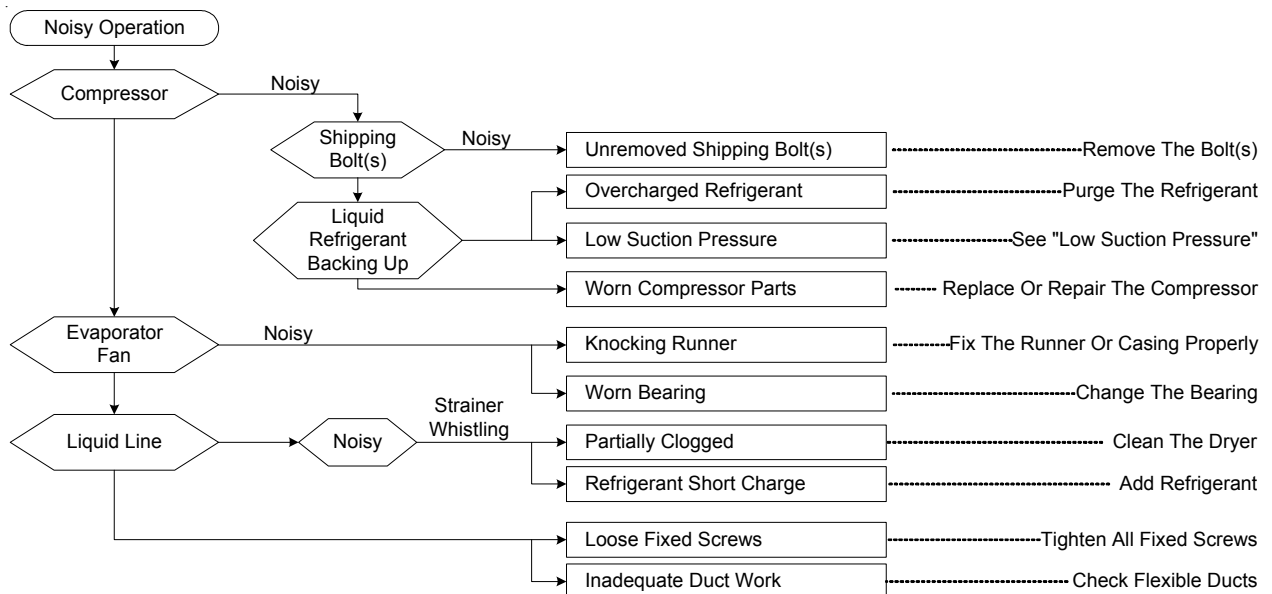 Noisy Operation
Compressor
Noisy
Shipping
Bolt(s)
Noisy
Unremoved Shipping Bolt(s)
Remove The Bolt(s)
Overcharged Refrigerant
Purge The Refrigerant
Liquid
Refrigerant
Backing Up
Low Suction Pressure
See "Low Suction Pressure"
Worn Compressor Parts
Replace Or Repair The Compressor
Evaporator
Fan
Noisy
Knocking Runner
Fix The Runner Or Casing Properly
Worn Bearing
Change The Bearing
Liquid Line
Noisy
Strainer
Whistling
Partially Clogged
Clean The Dryer
Refrigerant Short Charge
Add Refrigerant
Loose Fixed Screws
Tighten All Fixed Screws
Inadequate Duct Work
Check Flexible Ducts